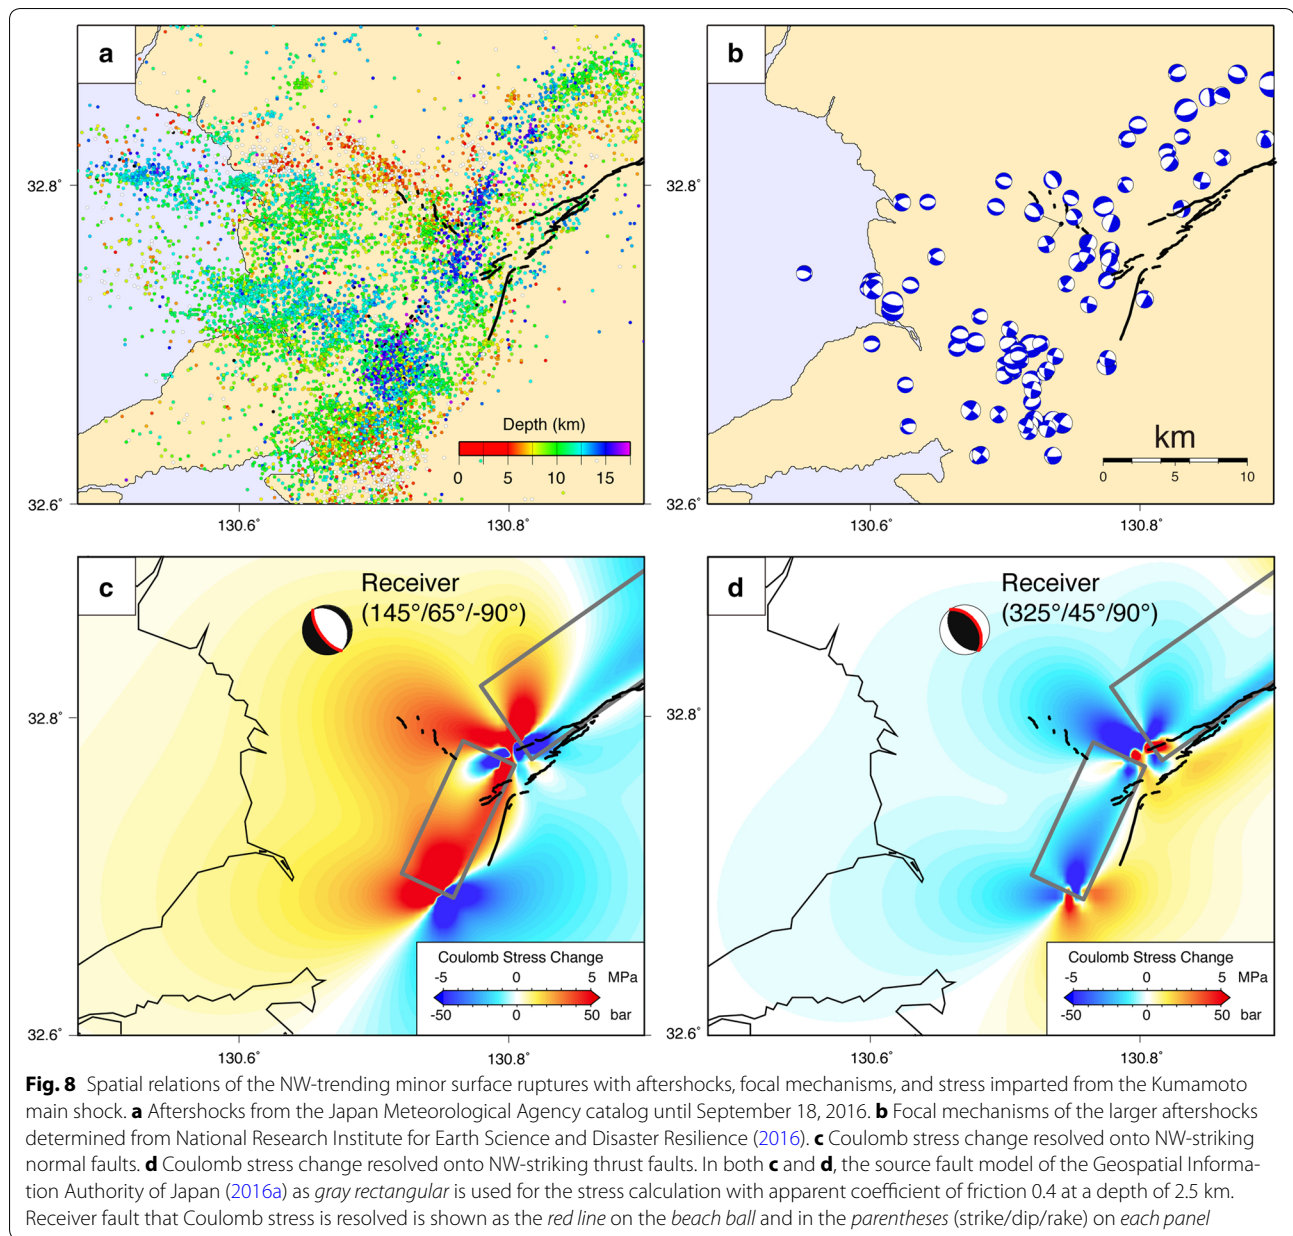 a
b
32.8°
32.8°
Depth (km)
0 5 10 15
km
0 5 10
32.6°
32.6°
130.6° 130.8°
130.6° 130.8°
c
Receiver
(145°/65°/-90°)
d
Receiver
(325°/45°/90°)
32.8°
32.8°
Coulomb Stress Change
-5 0 5 MPa
-50 0 50 bar
Coulomb Stress Change
-5 0 5 MPa
-50 0 50 bar
32.6°
32.6°
130.6° 130.8°
130.6° 130.8°
Fig. 8 Spatial relations of the NW-trending minor surface ruptures with aftershocks, focal mechanisms, and stress imparted from the Kumamoto
main shock. a Aftershocks from the Japan Meteorological Agency catalog until September 18, 2016. b Focal mechanisms of the larger aftershocks
determined from National Research Institute for Earth Science and Disaster Resilience (2016). c Coulomb stress change resolved onto NW-striking
normal faults. d Coulomb stress change resolved onto NW-striking thrust faults. In both c and d, the source fault model of the Geospatial Informa-
tion Authority of Japan (2016a) as gray rectangular is used for the stress calculation with apparent coefficient of friction 0.4 at a depth of 2.5 km.
Receiver fault that Coulomb stress is resolved is shown as the red line on the beach ball and in the parentheses (strike/dip/rake) on each panel